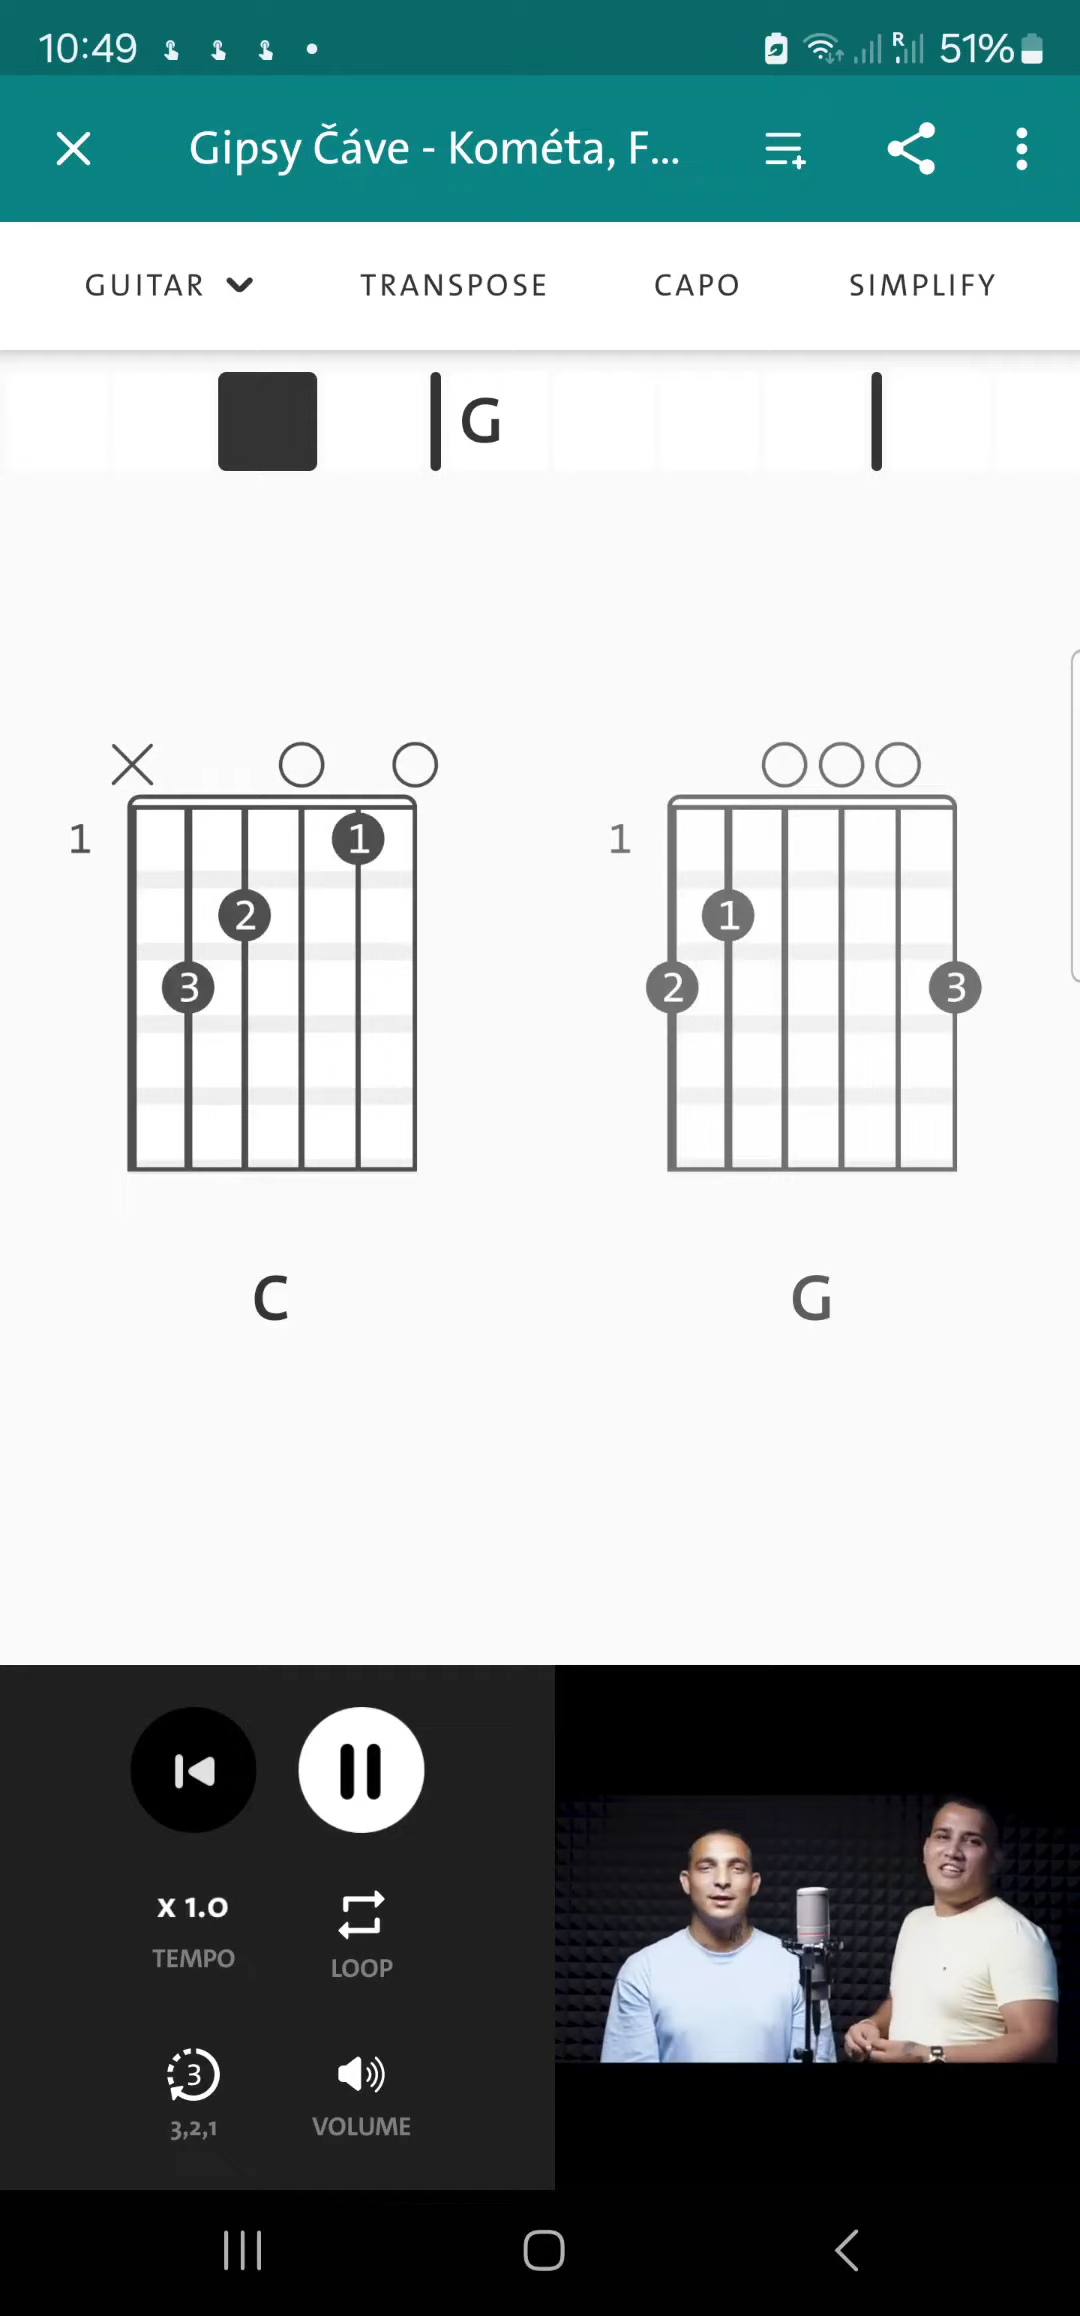 10:49 R 51%
Gipsy Čáve - Kométa, F...
GUITAR TRANSPOSE CAPO SIMPLIFY
G
1 1 1
2 1
3 2 3
C G
x 1.0
TEMPO LOOP
3
3,2,1 VOLUME